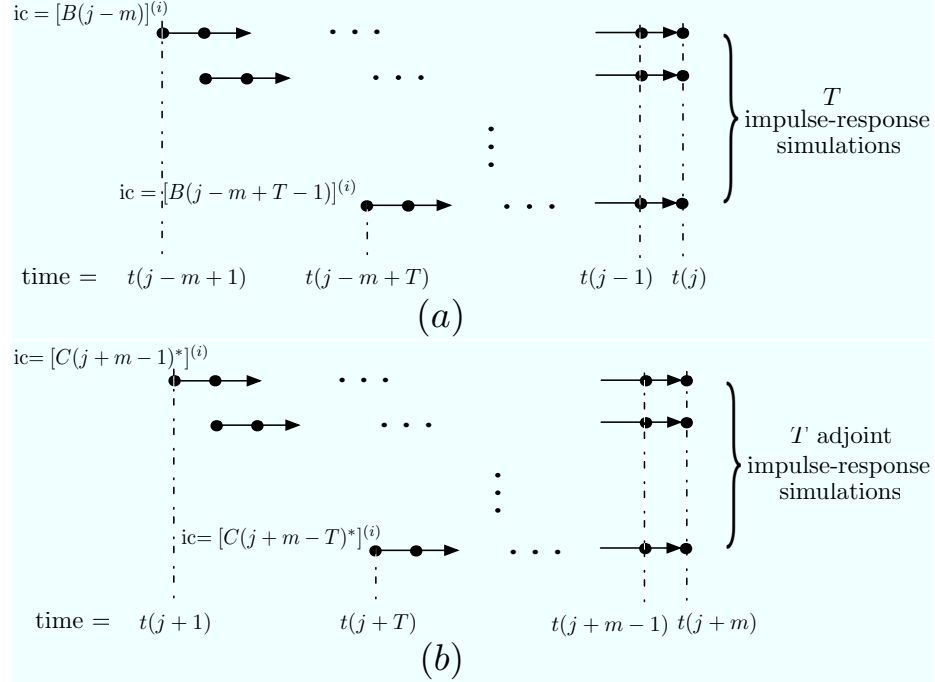 ic = [B(j − m)]^(i)
T
impulse-response
simulations
ic = [B(j − m + T − 1)]^(i)
time = t(j − m + 1) t(j − m + T) t(j − 1) t(j)
(a)
ic= [C(j + m − 1)*]^(i)
T adjoint
impulse-response
simulations
ic= [C(j + m − T)*]^(i)
time = t(j + 1) t(j + T) t(j + m − 1) t(j + m)
(b)